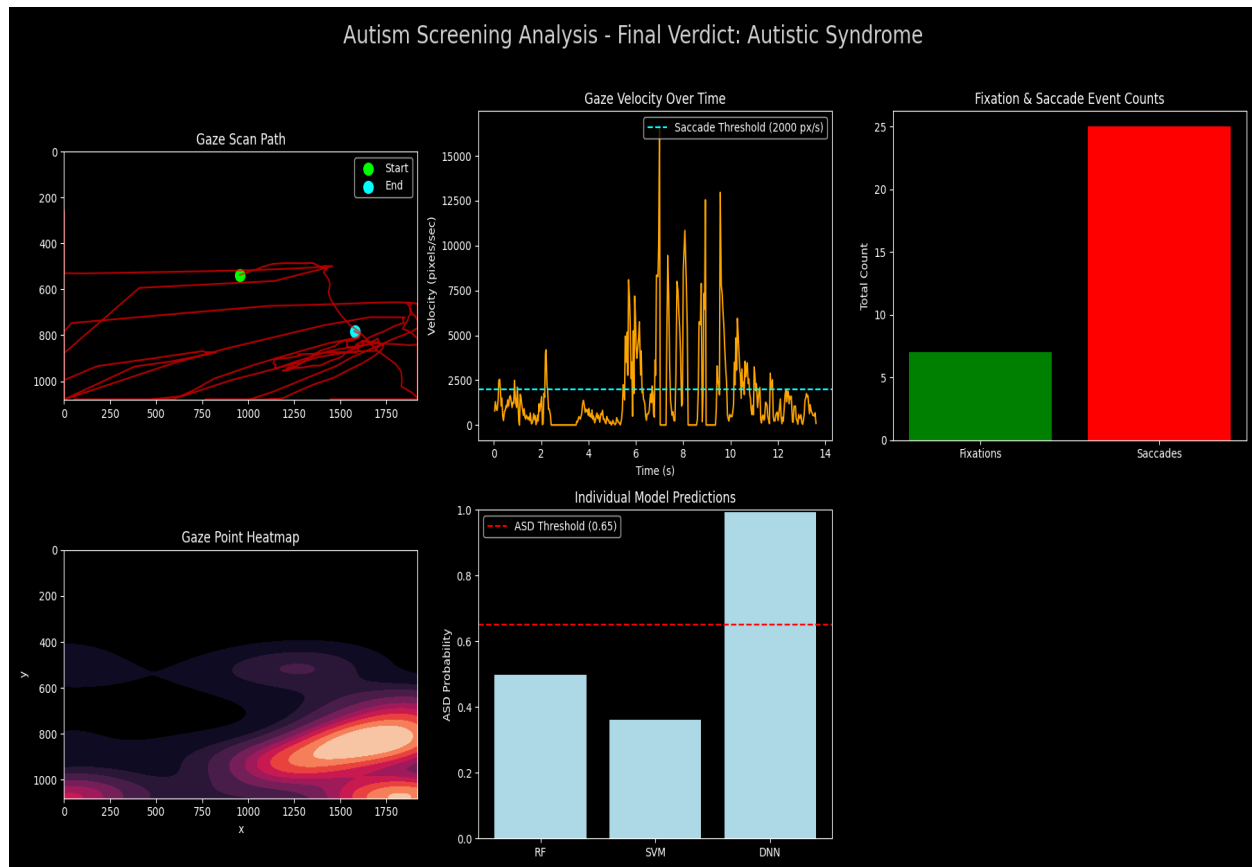 Autism Screening Analysis - Final Verdict: Autistic Syndrome
Gaze Scan Path
Start
End
0
200
400
600
800
1000
0 250 500 750 1000 1250 1500 1750
Gaze Velocity Over Time
Saccade Threshold (2000 px/s)
Velocity (pixels/sec)
15000
12500
10000
7500
5000
2500
0
0 2 4 6 8 10 12 14
Time (s)
Fixation & Saccade Event Counts
Total Count
25
20
15
10
5
0
Fixations Saccades
Gaze Point Heatmap
y
0
200
400
600
800
1000
0 250 500 750 1000 1250 1500 1750
x
Individual Model Predictions
ASD Threshold (0.65)
ASD Probability
1.0
0.8
0.6
0.4
0.2
0.0
RF SVM DNN